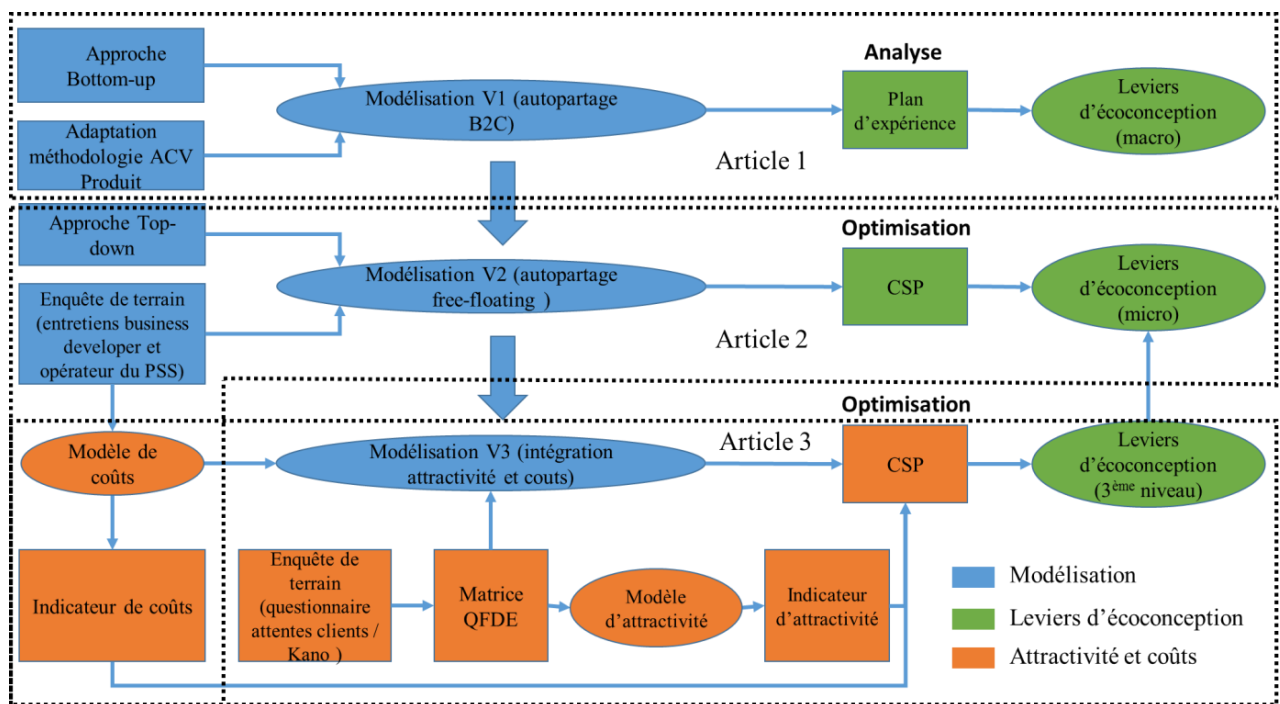 Approche
Bottom-up
Adaptation
méthodologie ACV
Produit
Modélisation V1 (autopartage
B2C)
Analyse
Plan
d'expérience
Leviers
d'écoconception
(macro)
Article 1
Approche Top-
down
Enquête de terrain
(entretiens business
developer et
opérateur du PSS)
Modélisation V2 (autopartage
free-floating )
Optimisation
CSP
Leviers
d'écoconception
(micro)
Article 2
Modèle de
coûts
Modélisation V3 (intégration
attractivité et couts)
Article 3
Optimisation
CSP
Leviers
d'écoconception
(3ème niveau)
Indicateur de coûts
Enquête de
terrain
(questionnaire
attentes clients /
Kano )
Matrice
QFDE
Modèle
d'attractivité
Indicateur
d'attractivité
Modélisation
Leviers d'écoconception
Attractivité et coûts